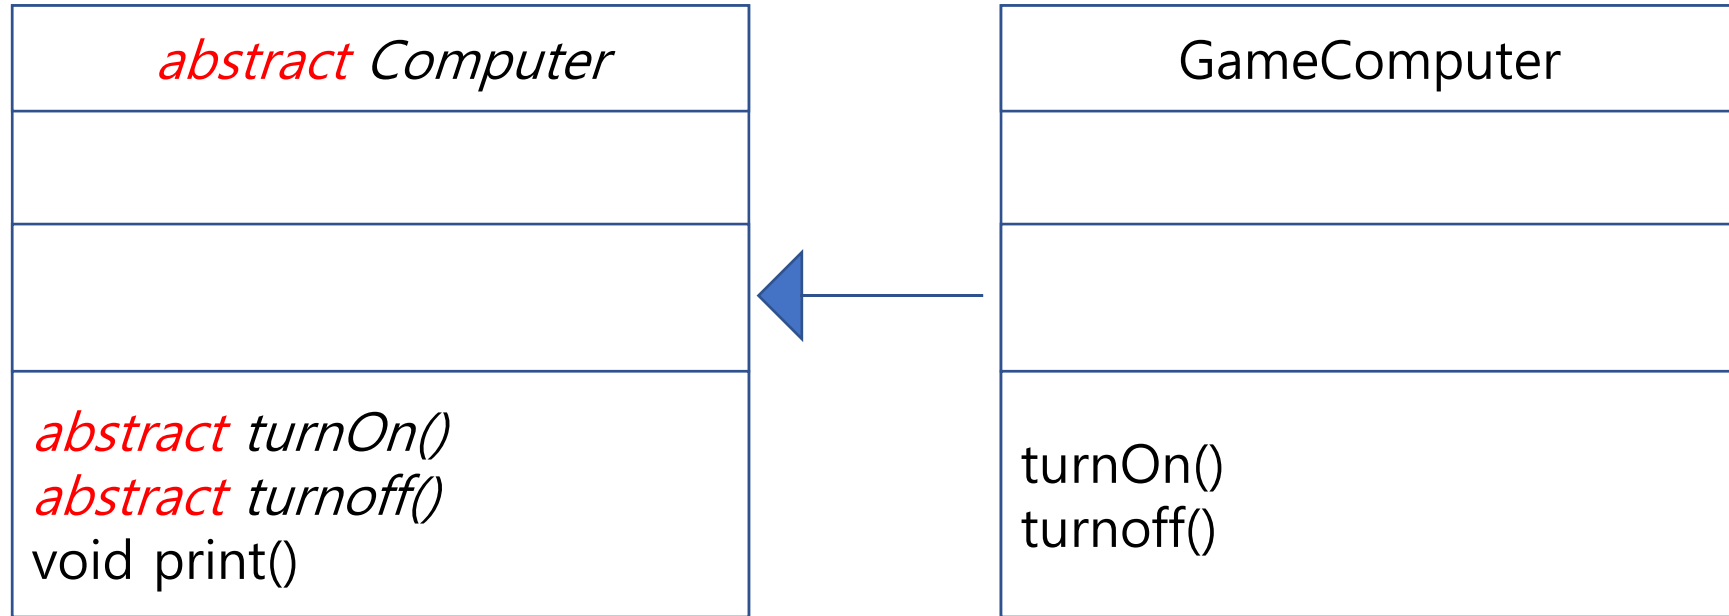 abstract Computer
abstract turnOn()
abstract turnoff()
void print()
GameComputer
turnOn()
turnoff()